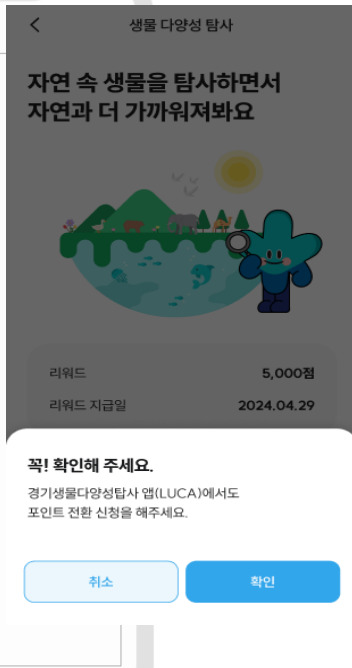 생물 다양성 탐사
자연 속 생물을 탐사하면서
자연과 더 가까워져봐요
리워드 5,000점
리워드 지급일 2024.04.29
꼭! 확인해 주세요.
경기생물다양성탐사 앱(LUCA)에서도
포인트 전환 신청을 해주세요.
취소 확인